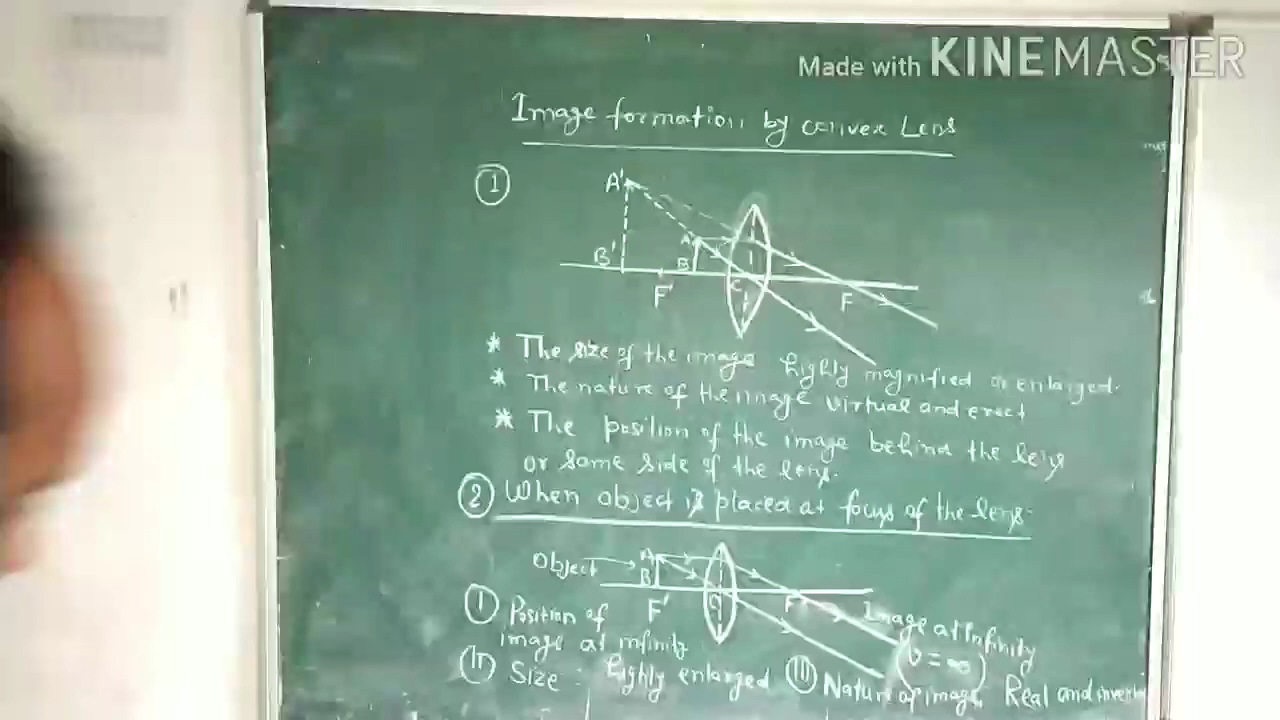 Made with KINEMASTER
Image formation by convex Lens
①
A'
A
B'
B
C
F'
F
* The size of the image highly magnified or enlarged.
* The nature of the image virtual and erect
* The position of the image behind the lens
or same side of the lens.
② When object is placed at focus of the lens
Object
A
B
F'
C
F
Image at Infinity
(v = ∞)
Ⓘ Position of
image at infinity
Ⓘⓘ Size : highly enlarged
Ⓘⓘⓘ Nature of image Real and